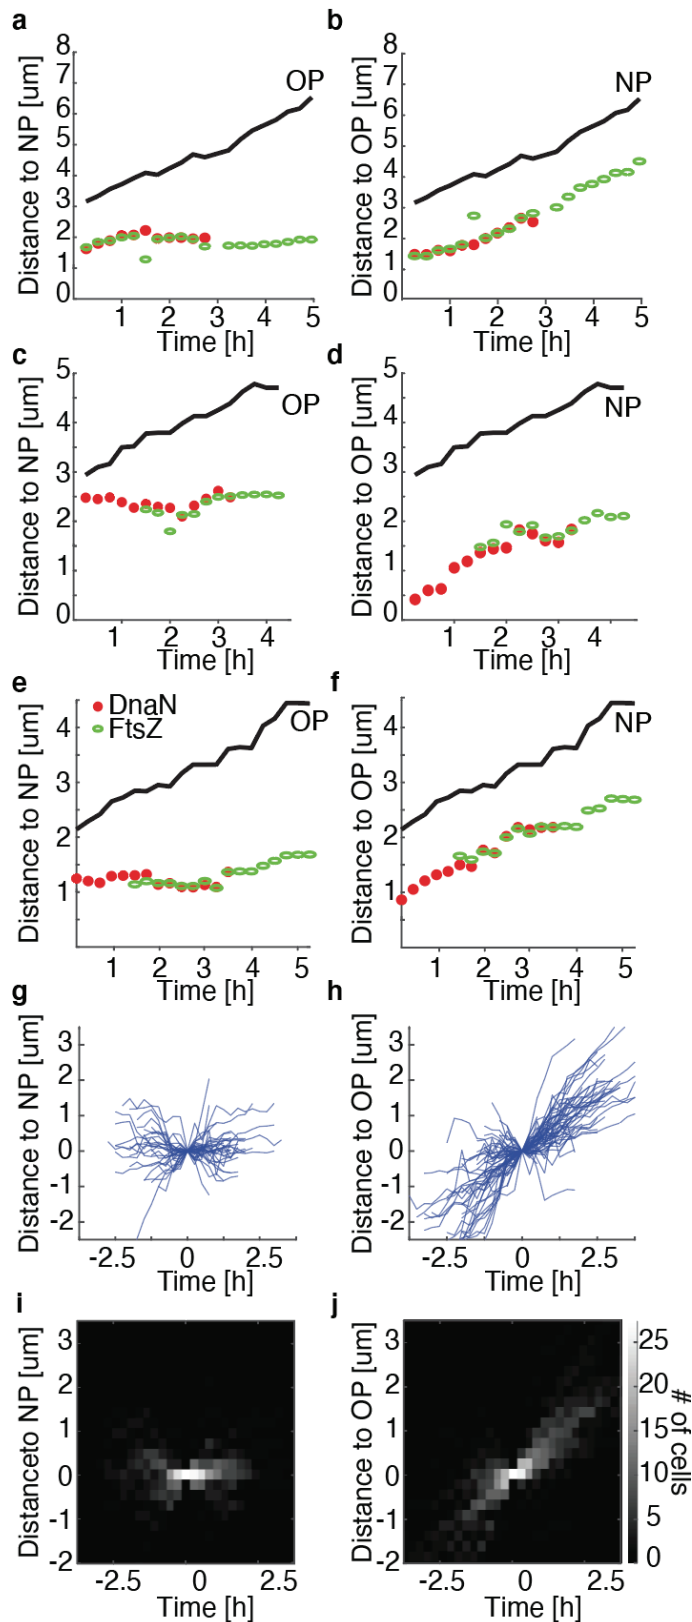 a
8
7
6
5
4
3
2
1
0
Distance to NP [um]
OP
1 2 3 4 5
Time [h]
b
8
7
6
5
4
3
2
1
0
Distance to OP [um]
NP
1 2 3 4 5
Time [h]
c
5
4
3
2
1
0
Distance to NP [um]
OP
1 2 3 4
Time [h]
d
5
4
3
2
1
0
Distance to OP [um]
NP
1 2 3 4
Time [h]
e
4
3
2
1
Distance to NP [um]
DnaN
FtsZ
OP
1 2 3 4 5
Time [h]
f
4
3
2
1
Distance to OP [um]
NP
1 2 3 4 5
Time [h]
g
3
2
1
0
-1
-2
Distance to NP [um]
-2.5 0 2.5
Time [h]
h
3
2
1
0
-1
-2
Distance to OP [um]
-2.5 0 2.5
Time [h]
i
3
2
1
0
-1
-2
Distanceto NP [um]
-2.5 0 2.5
Time [h]
j
3
2
1
0
-1
-2
Distance to OP [um]
-2.5 0 2.5
Time [h]
25
20
15
10
5
0
# of cells